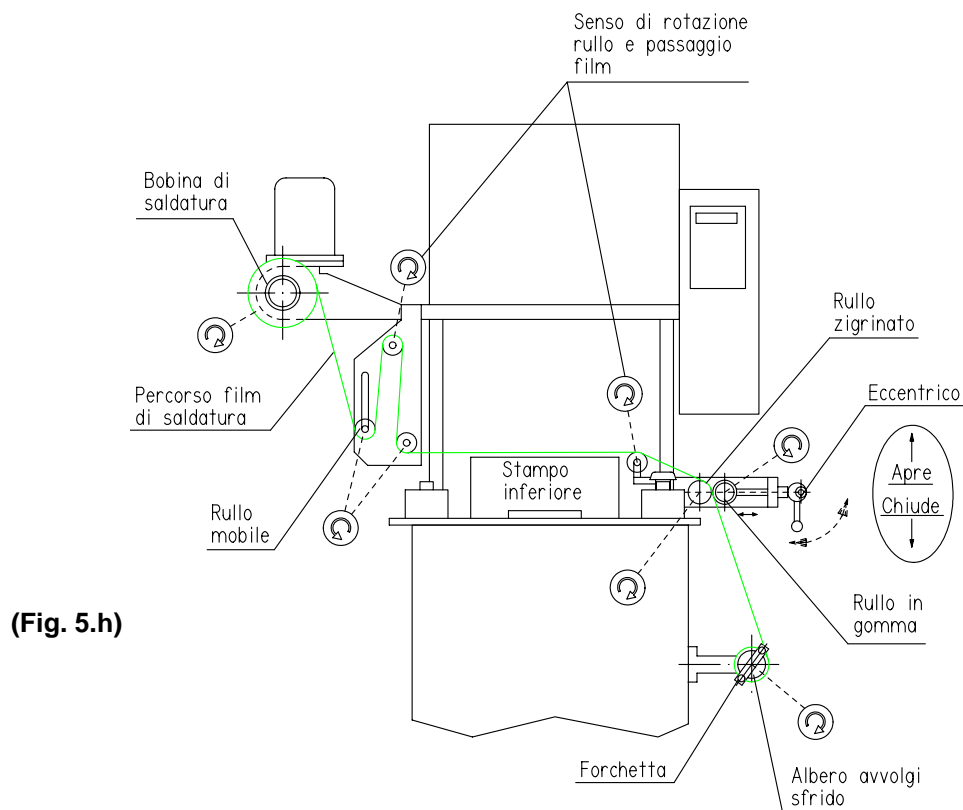 Senso di rotazione
rullo e passaggio
film
Bobina di
saldatura
Rullo
zigrinato
Percorso film
di saldatura
Eccentrico
Stampo
inferiore
Apre
Chiude
Rullo
mobile
Rullo in
gomma
(Fig. 5.h)
Forchetta
Albero avvolgi
sfrido